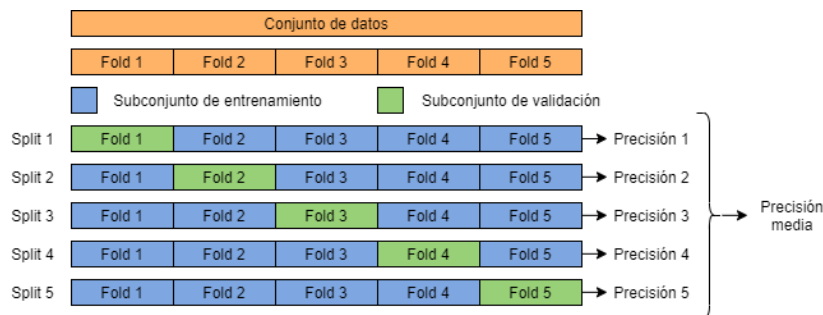 Conjunto de datos
Fold 1 Fold 2 Fold 3 Fold 4 Fold 5
Subconjunto de entrenamiento Subconjunto de validación
Split 1 Fold 1 Fold 2 Fold 3 Fold 4 Fold 5 Precisión 1
Split 2 Fold 1 Fold 2 Fold 3 Fold 4 Fold 5 Precisión 2
Split 3 Fold 1 Fold 2 Fold 3 Fold 4 Fold 5 Precisión 3
Split 4 Fold 1 Fold 2 Fold 3 Fold 4 Fold 5 Precisión 4
Split 5 Fold 1 Fold 2 Fold 3 Fold 4 Fold 5 Precisión 5
Precisión
media